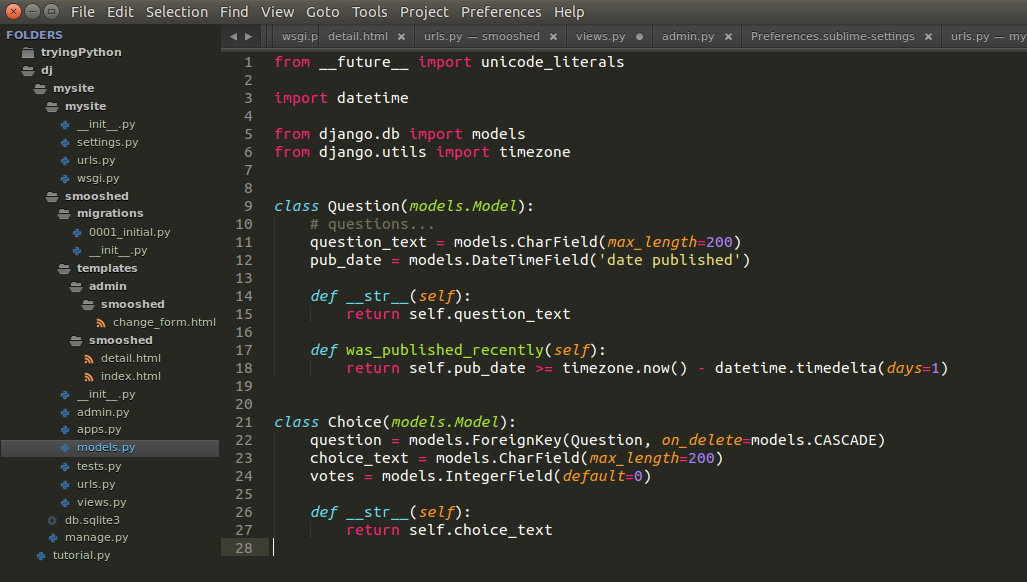 File Edit Selection Find View Goto Tools Project Preferences Help
FOLDERS
tryingPython
dj
mysite
mysite
__init__.py
settings.py
urls.py
wsgi.py
smooshed
migrations
0001_initial.py
__init__.py
templates
admin
smooshed
change_form.html
smooshed
detail.html
index.html
__init__.py
admin.py
apps.py
models.py
tests.py
urls.py
views.py
db.sqlite3
manage.py
tutorial.py
wsgi.p detail.html × urls.py — smooshed × views.py ● admin.py × Preferences.sublime-settings × urls.py — my
1 from __future__ import unicode_literals
2
3 import datetime
4
5 from django.db import models
6 from django.utils import timezone
7
8
9 class Question(models.Model):
10     # questions...
11     question_text = models.CharField(max_length=200)
12     pub_date = models.DateTimeField('date published')
13
14     def __str__(self):
15         return self.question_text
16
17     def was_published_recently(self):
18         return self.pub_date >= timezone.now() - datetime.timedelta(days=1)
19
20
21 class Choice(models.Model):
22     question = models.ForeignKey(Question, on_delete=models.CASCADE)
23     choice_text = models.CharField(max_length=200)
24     votes = models.IntegerField(default=0)
25
26     def __str__(self):
27         return self.choice_text
28